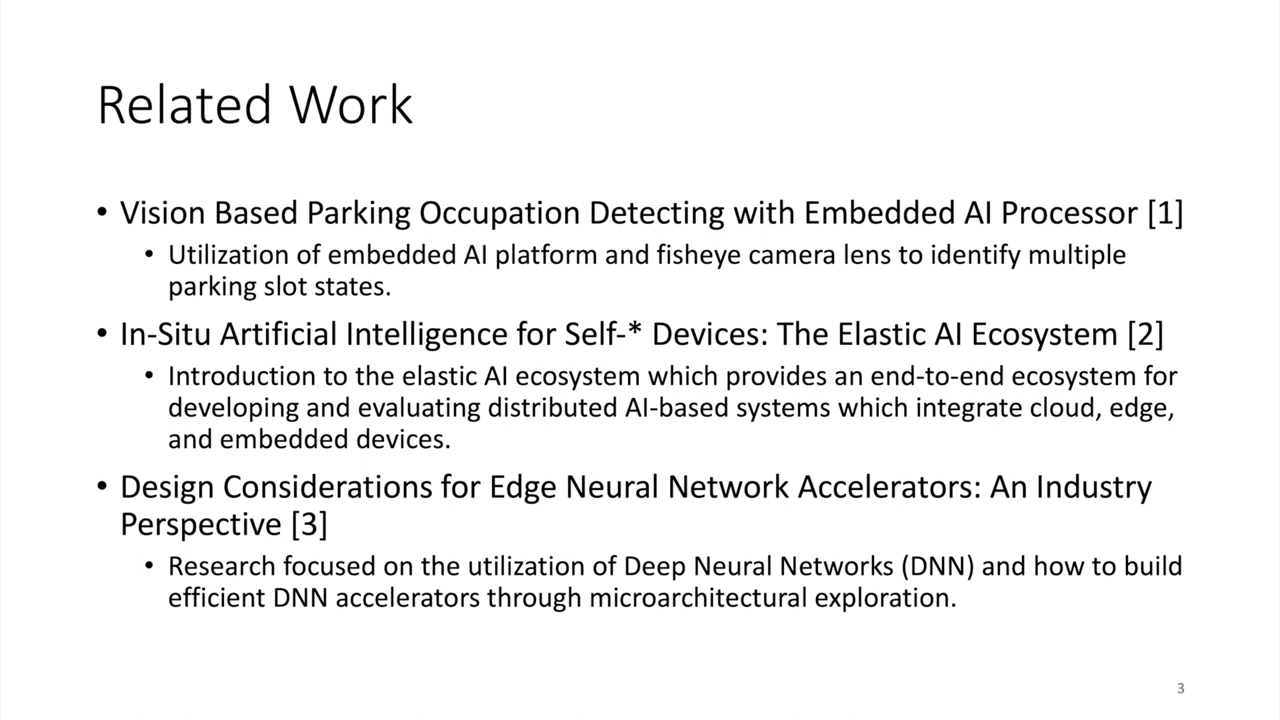 Related Work
• Vision Based Parking Occupation Detecting with Embedded AI Processor [1]
• Utilization of embedded AI platform and fisheye camera lens to identify multiple
parking slot states.
• In-Situ Artificial Intelligence for Self-* Devices: The Elastic AI Ecosystem [2]
• Introduction to the elastic AI ecosystem which provides an end-to-end ecosystem for
developing and evaluating distributed AI-based systems which integrate cloud, edge,
and embedded devices.
• Design Considerations for Edge Neural Network Accelerators: An Industry
Perspective [3]
• Research focused on the utilization of Deep Neural Networks (DNN) and how to build
efficient DNN accelerators through microarchitectural exploration.
3